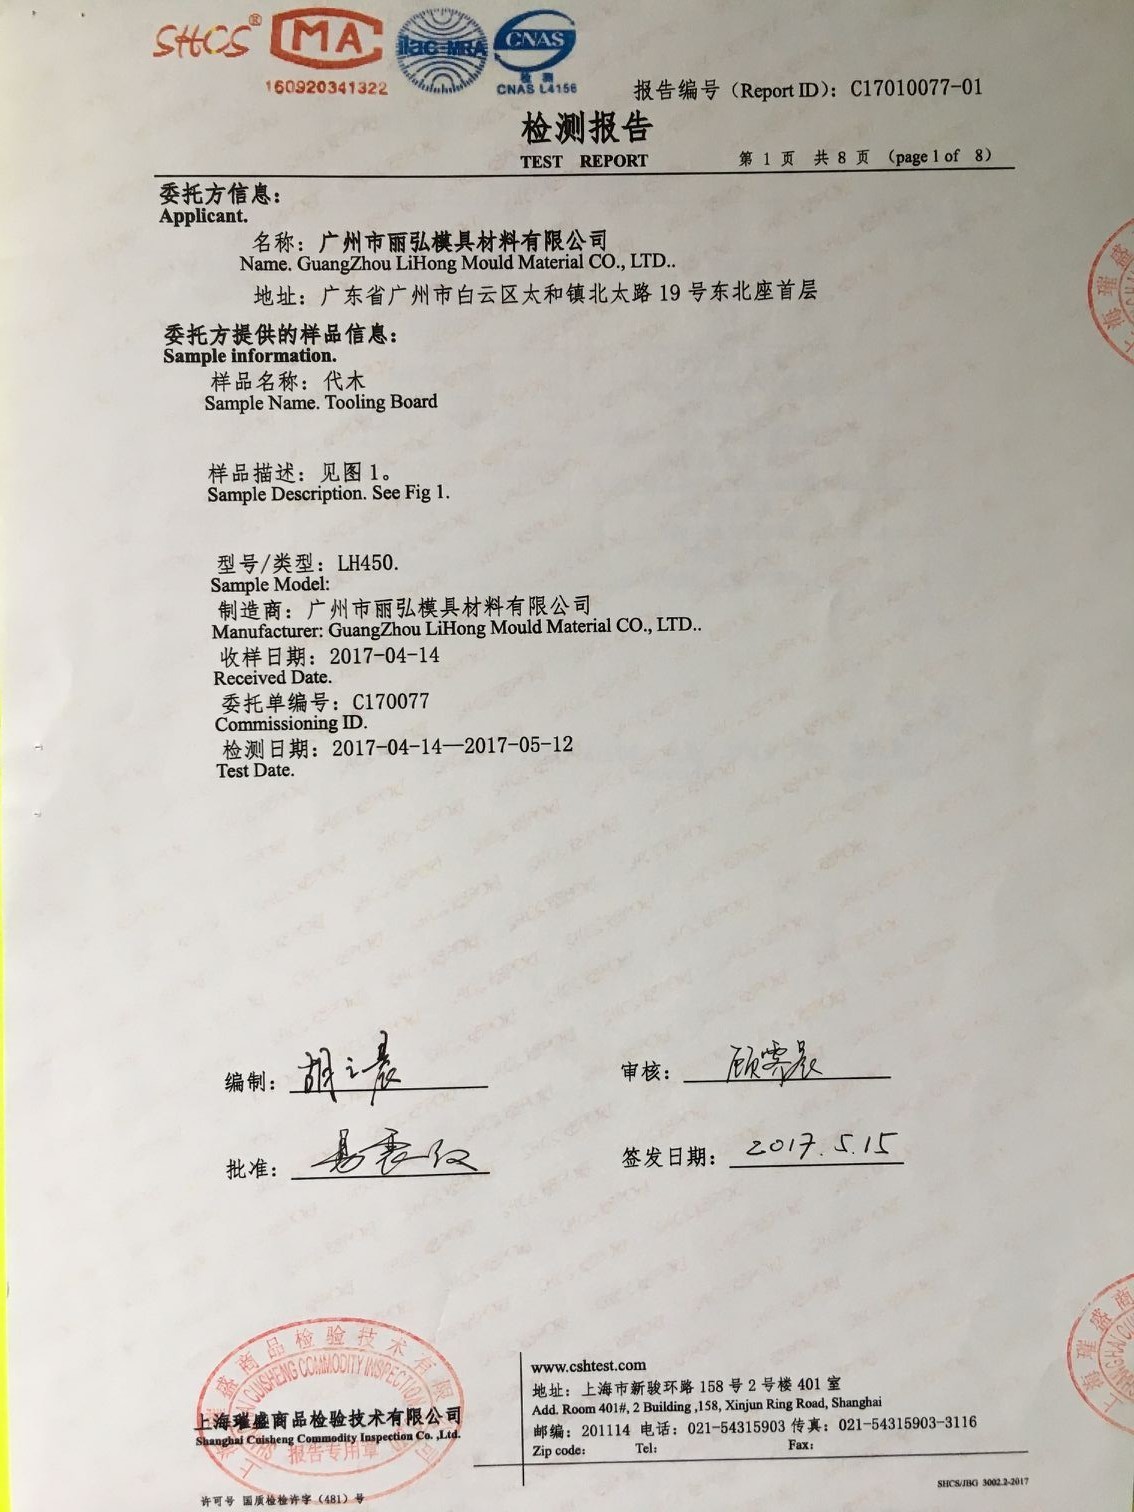 SHCS®
MA
160920341322
ilac-MRA
CNAS
检测
CNAS L4156
报告编号（Report ID）：C17010077-01
检测报告
TEST REPORT
第 1 页 共 8 页 （page 1 of 8）
委托方信息：
Applicant.
名称：广州市丽弘模具材料有限公司
Name. GuangZhou LiHong Mould Material CO., LTD..
地址：广东省广州市白云区太和镇北太路 19 号东北座首层
委托方提供的样品信息：
Sample information.
样品名称：代木
Sample Name. Tooling Board
样品描述：见图 1。
Sample Description. See Fig 1.
型号/类型：LH450.
Sample Model:
制造商：广州市丽弘模具材料有限公司
Manufacturer: GuangZhou LiHong Mould Material CO., LTD..
收样日期：2017-04-14
Received Date.
委托单编号：C170077
Commissioning ID.
检测日期：2017-04-14—2017-05-12
Test Date.
编制：
审核：
批准：
签发日期：2017.5.15
上海璀盛商品检验技术有限公司
Shanghai Cuisheng Commodity Inspection Co. ,Ltd.
报告专用章
许可号 国质检检许字（481）号
www.cshtest.com
地址：上海市新骏环路 158 号 2 号楼 401 室
Add. Room 401#, 2 Building ,158, Xinjun Ring Road, Shanghai
邮编：201114 电话：021-54315903 传真：021-54315903-3116
Zip code: Tel: Fax:
SHCS/JBG 3002.2-2017